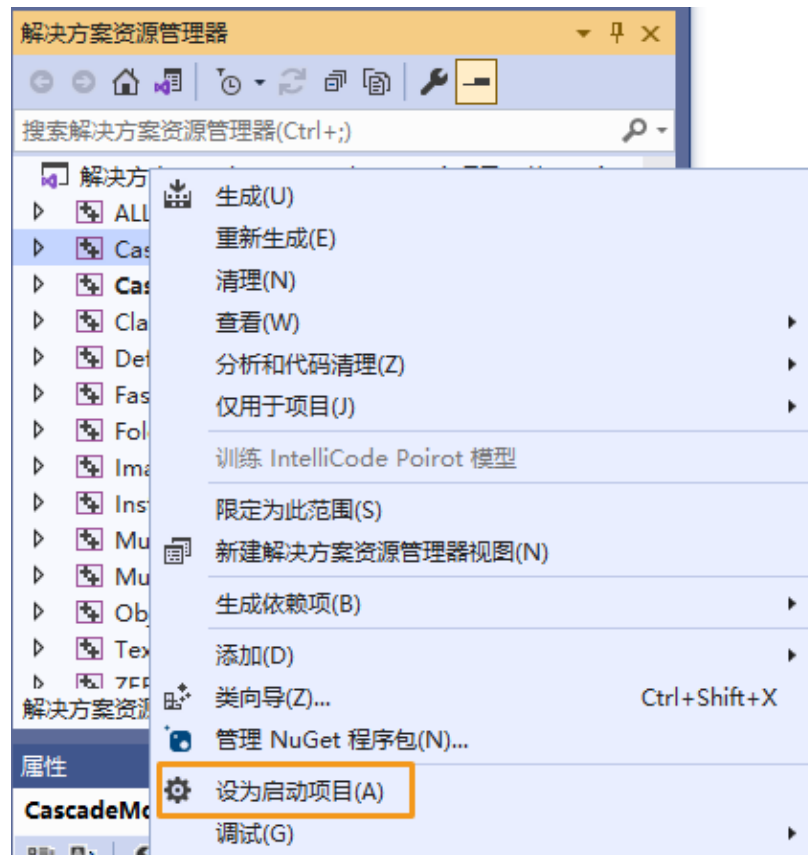 解决方案资源管理器
搜索解决方案资源管理器(Ctrl+;)
解决方
ALL
Cas
Cas
Cla
Def
Fas
Fol
Ima
Ins
Mu
Mu
Ob
Tex
解决方案资源
属性
CascadeMo
生成(U)
重新生成(E)
清理(N)
查看(W)
分析和代码清理(Z)
仅用于项目(J)
训练 IntelliCode Poirot 模型
限定为此范围(S)
新建解决方案资源管理器视图(N)
生成依赖项(B)
添加(D)
类向导(Z)... Ctrl+Shift+X
管理 NuGet 程序包(N)...
设为启动项目(A)
调试(G)